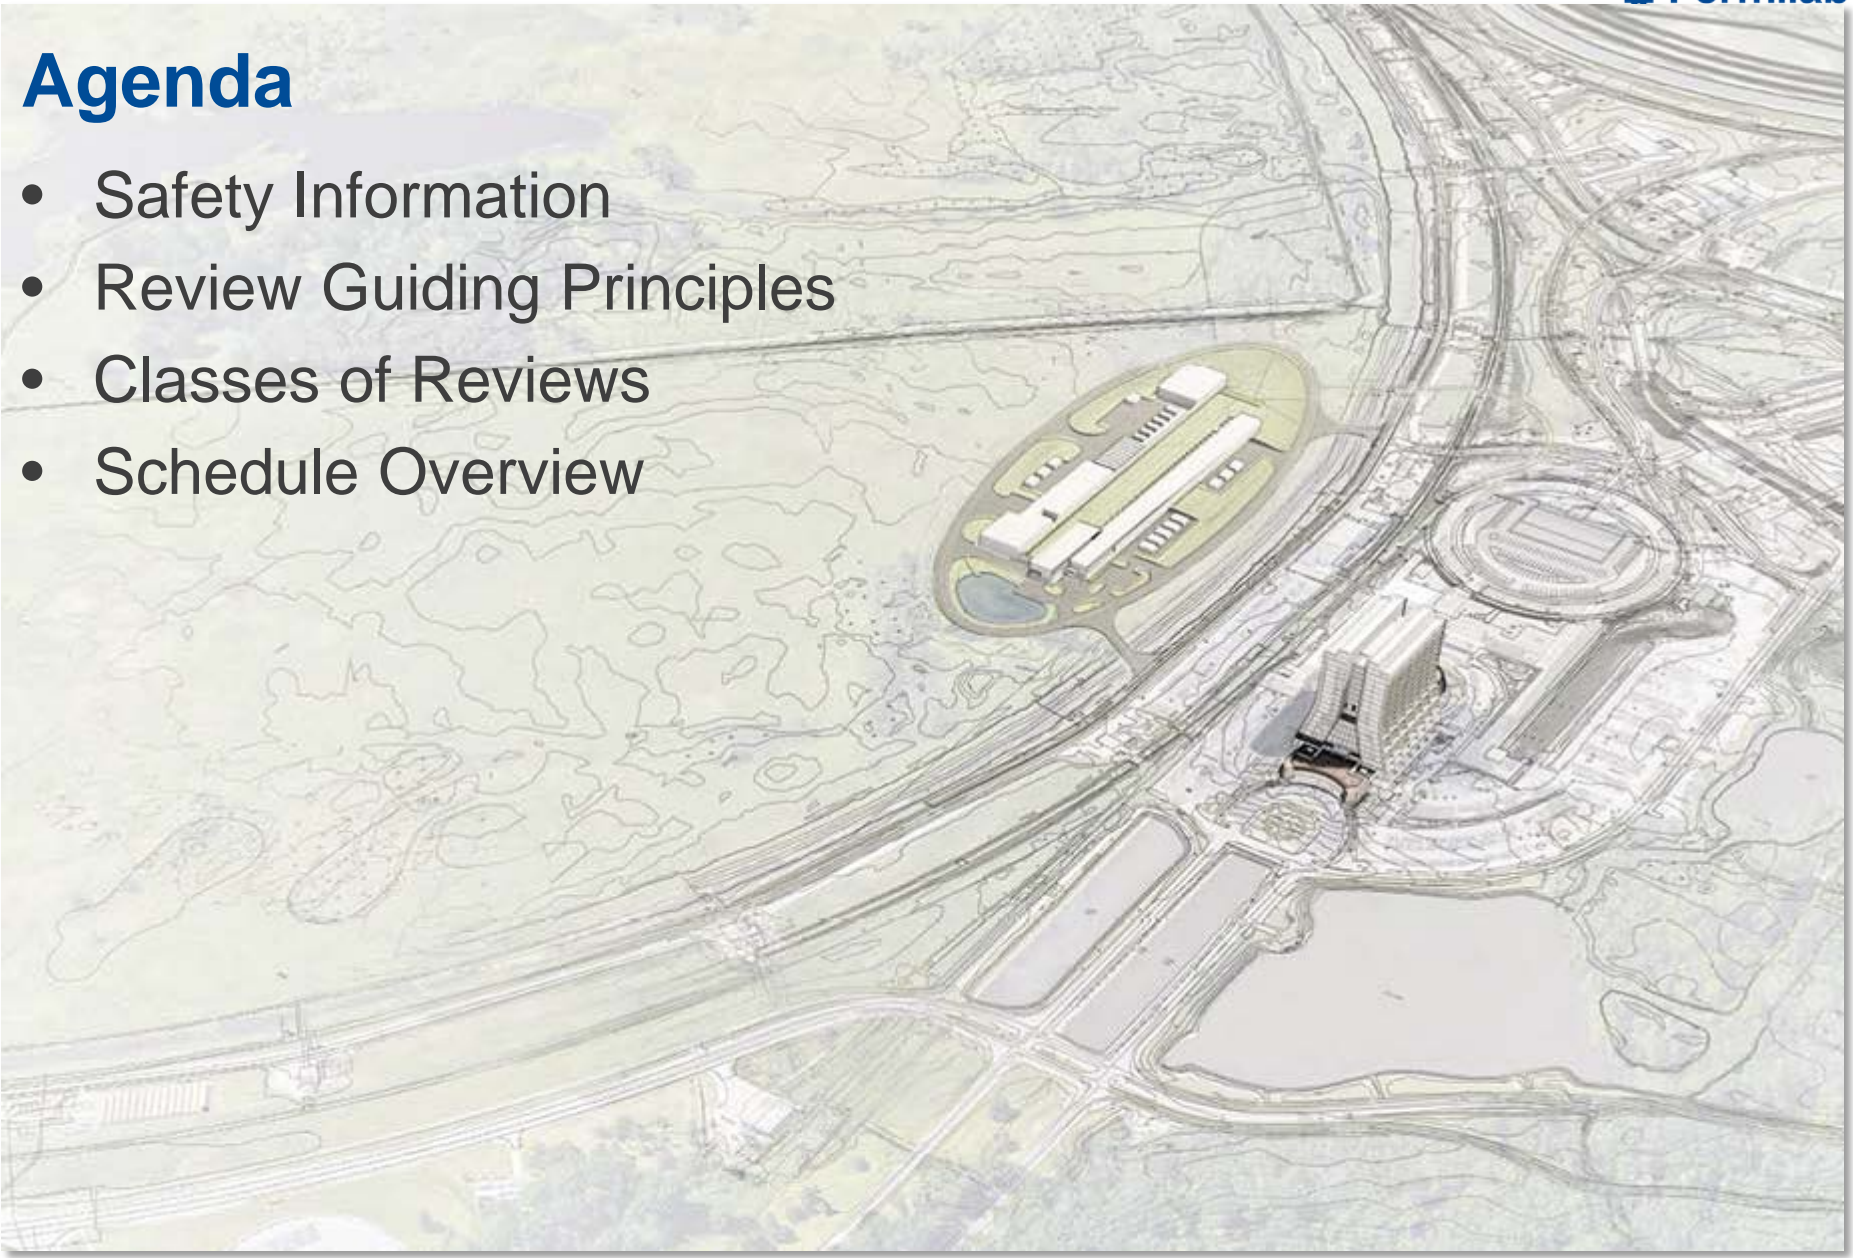 Agenda
• Safety Information
• Review Guiding Principles
• Classes of Reviews
• Schedule Overview